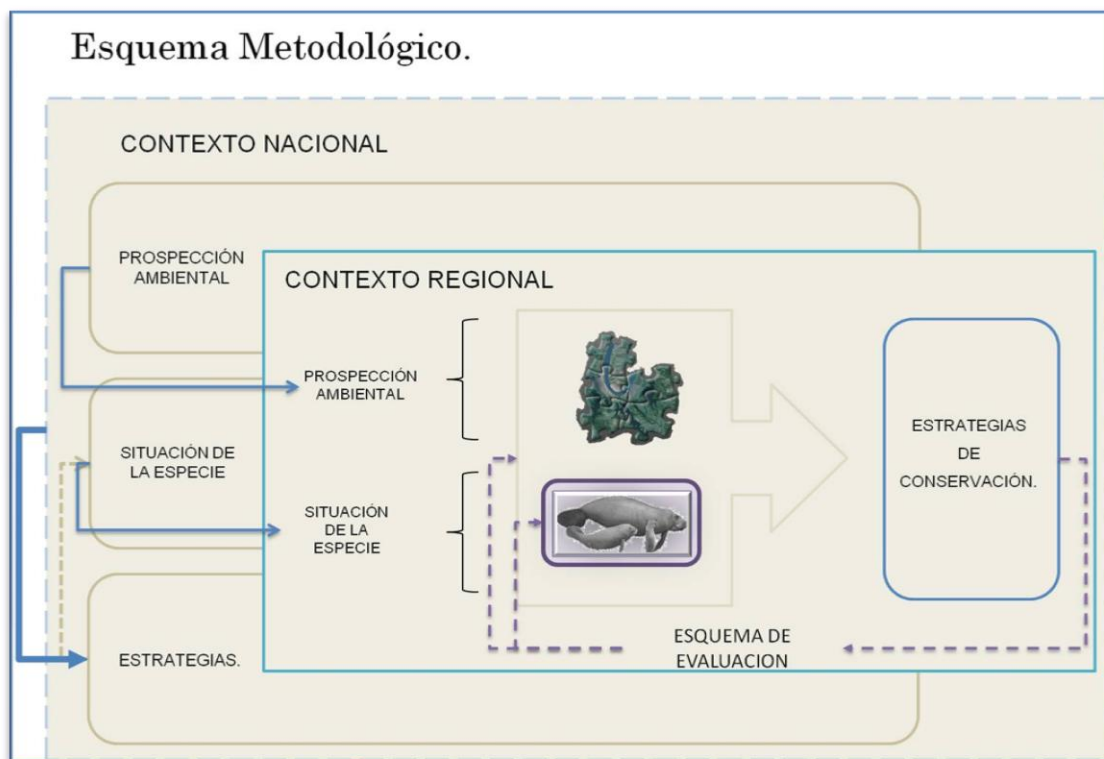 Esquema Metodológico.
CONTEXTO NACIONAL
PROSPECCIÓN
AMBIENTAL
CONTEXTO REGIONAL
PROSPECCIÓN
AMBIENTAL
SITUACIÓN DE
LA ESPECIE
SITUACIÓN
DE LA
ESPECIE
ESTRATEGIAS
DE
CONSERVACIÓN.
ESQUEMA DE
EVALUACION
ESTRATEGIAS.